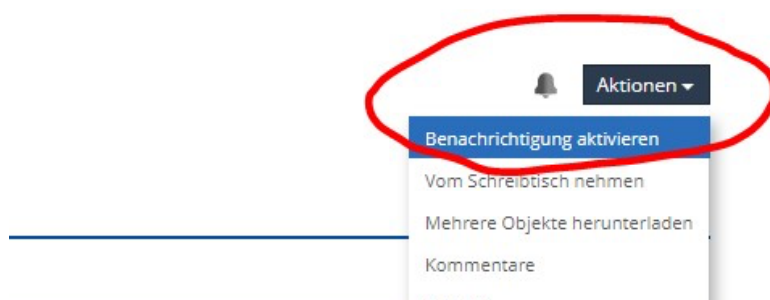 Aktionen
Benachrichtigung aktivieren
Vom Schreibtisch nehmen
Mehrere Objekte herunterladen
Kommentare